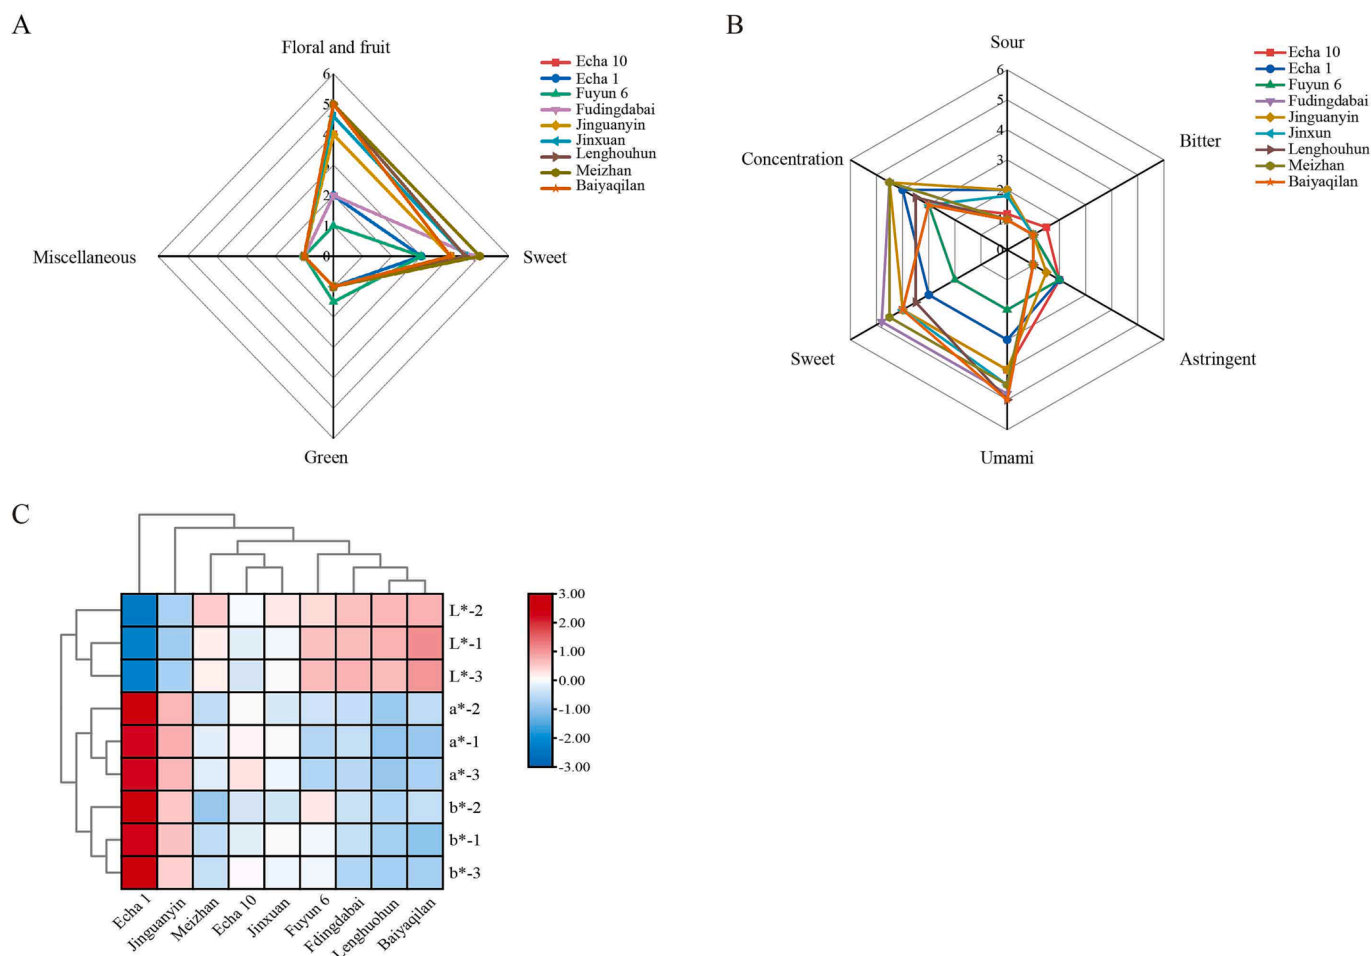 A
Floral and fruit
6
5
4
2
1
0
Miscellaneous
Sweet
Green
Echa 10
Echa 1
Fuyun 6
Fudingdabai
Jinguanyin
Jinxuan
Lenghouhun
Meizhan
Baiyaqilan
B
Sour
6
5
4
3
2
1
0
Concentration
Bitter
Sweet
Astringent
Umami
Echa 10
Echa 1
Fuyun 6
Fudingdabai
Jinguanyin
Jinxun
Lenghouhun
Meizhan
Baiyaqilan
C
L*-2
L*-1
L*-3
a*-2
a*-1
a*-3
b*-2
b*-1
b*-3
3.00
2.00
1.00
0.00
-1.00
-2.00
-3.00
Echa 1
Jinguanyin
Meizhan
Echa 10
Jinxuan
Fuyun 6
Fdingdabai
Lenghuohun
Baiyaqilan